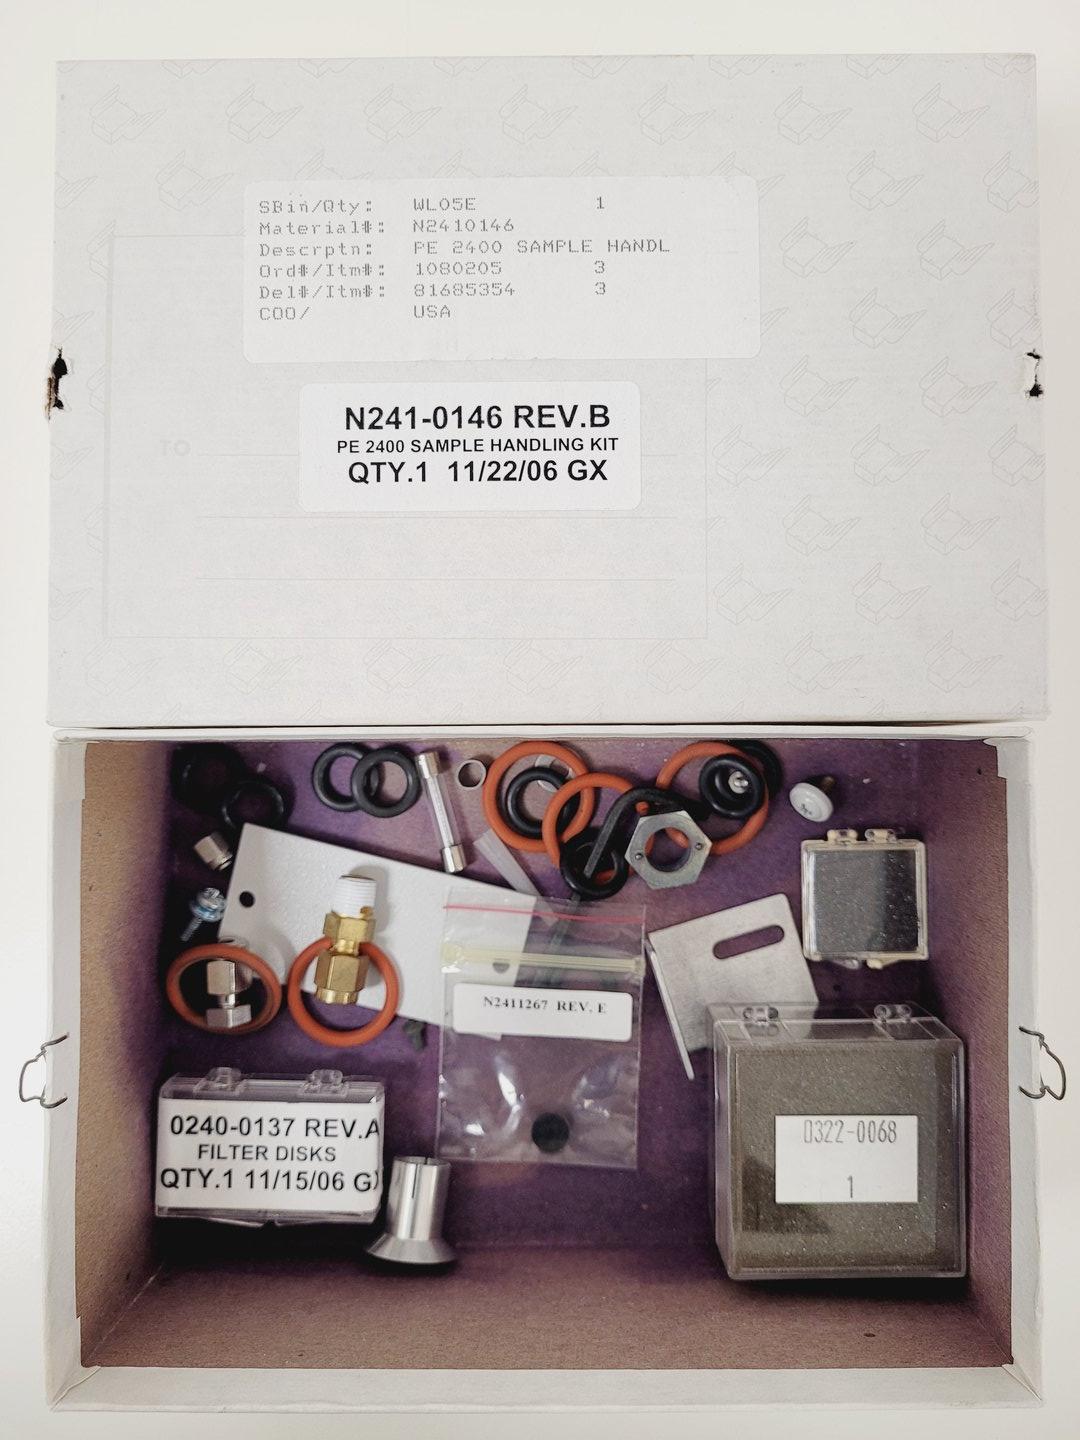 SBin/Qty: WL05E 1
Material#: N2410146
Descrptn: PE 2400 SAMPLE HANDL
Ord#/Itm#: 1080205 3
Del#/Itm#: 81685354 3
COO/ USA
N241-0146 REV.B
PE 2400 SAMPLE HANDLING KIT
QTY.1 11/22/06 GX
TO
N2411267 REV. E
0240-0137 REV.A
FILTER DISKS
QTY.1 11/15/06 GX
0322-0068
1